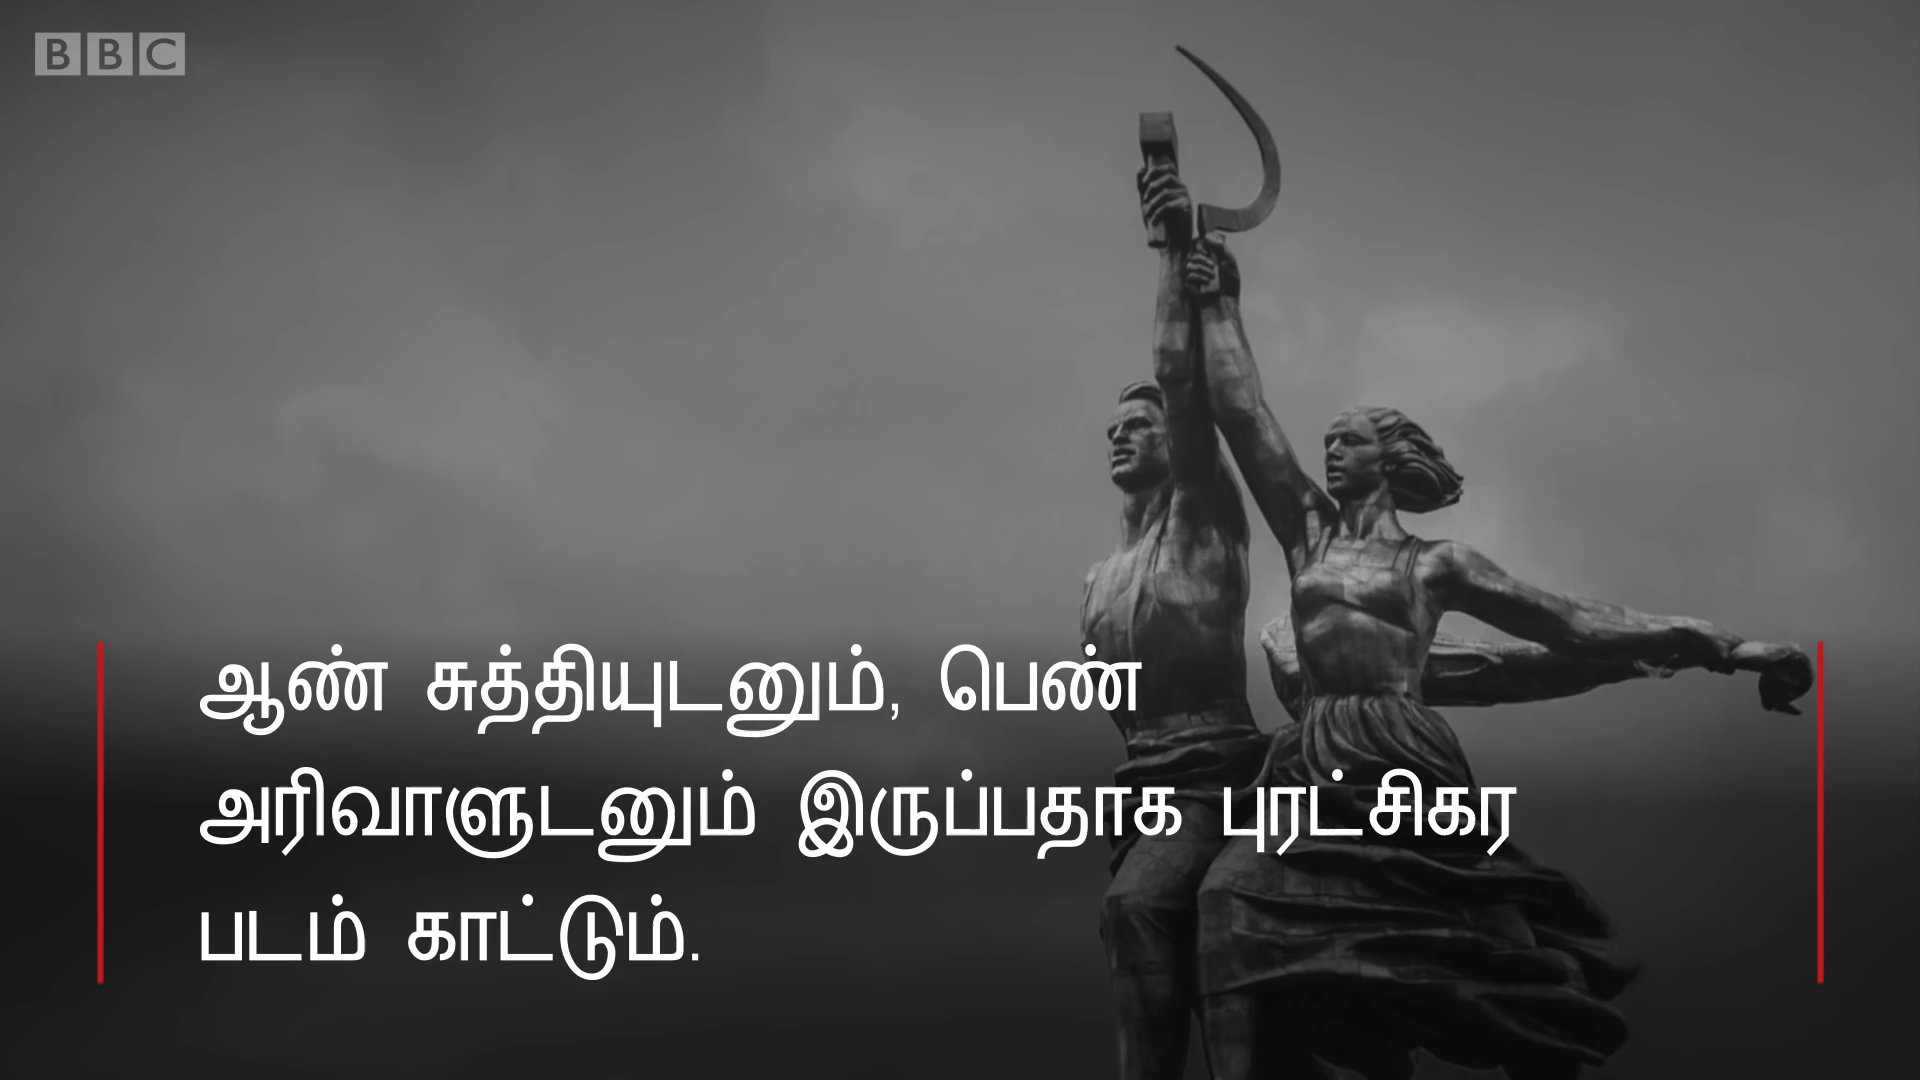 BBC
ஆண் சுத்தியுடனும், பெண்
அரிவாளுடனும் இருப்பதாக புரட்சிகர
படம் காட்டும்.